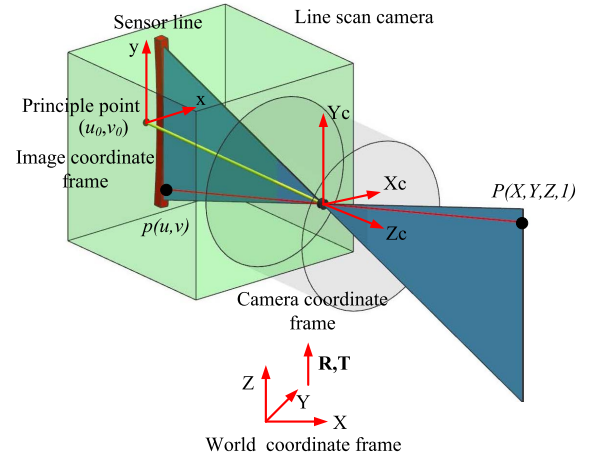 Sensor line
Line scan camera
y
x
Principle point
(u0,v0)
Image coordinate
frame
p(u,v)
Yc
Xc
Zc
P(X,Y,Z,1)
Camera coordinate
frame
R,T
Z
Y
X
World coordinate frame